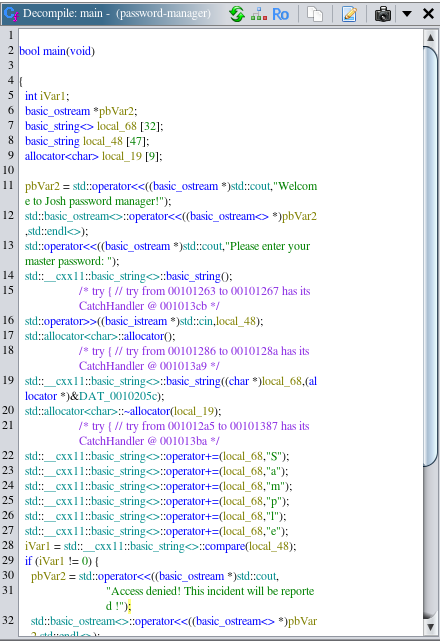 Decompile: main - (password-manager)
Ro
1
2 bool main(void)
3
4 {
5 int iVar1;
6 basic_ostream *pbVar2;
7 basic_string<> local_68 [32];
8 basic_string local_48 [47];
9 allocator<char> local_19 [9];
10
11 pbVar2 = std::operator<<((basic_ostream *)std::cout,"Welcom
e to Josh password manager!");
12 std::basic_ostream<>::operator<<((basic_ostream<> *)pbVar2
,std::endl<>);
13 std::operator<<((basic_ostream *)std::cout,"Please enter your
master password: ");
14 std::__cxx11::basic_string<>::basic_string();
15 /* try { // try from 00101263 to 00101267 has its
CatchHandler @ 001013cb */
16 std::operator>>((basic_istream *)std::cin,local_48);
17 std::allocator<char>::allocator();
18 /* try { // try from 00101286 to 0010128a has its
CatchHandler @ 001013a9 */
19 std::__cxx11::basic_string<>::basic_string((char *)local_68,(al
locator *)&DAT_0010205c);
20 std::allocator<char>::~allocator(local_19);
21 /* try { // try from 001012a5 to 00101387 has its
CatchHandler @ 001013ba */
22 std::__cxx11::basic_string<>::operator+=(local_68,"S");
23 std::__cxx11::basic_string<>::operator+=(local_68,"a");
24 std::__cxx11::basic_string<>::operator+=(local_68,"m");
25 std::__cxx11::basic_string<>::operator+=(local_68,"p");
26 std::__cxx11::basic_string<>::operator+=(local_68,"l");
27 std::__cxx11::basic_string<>::operator+=(local_68,"e");
28 iVar1 = std::__cxx11::basic_string<>::compare(local_48);
29 if (iVar1 != 0) {
30 pbVar2 = std::operator<<((basic_ostream *)std::cout,
31 "Access denied! This incident will be reporte
d !");
32 std::basic_ostream<>::operator<<((basic_ostream<> *)pbVar
2,std::endl<>);